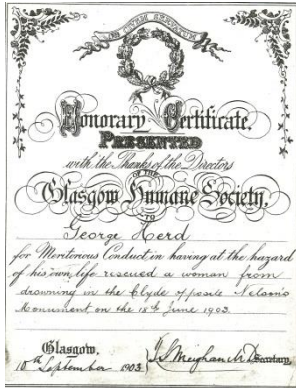 Honorary Certificate.
PRESENTED
with the Thanks of the Directors
OF THE
Glasgow Humane Society,
TO
George Herd
for Meritorious Conduct in having at the hazard
of his own life rescued a woman from
drowning in the Clyde opposite Nelson's
Monument on the 18th June 1903.
Glasgow,
10th September 1903.
Secretary.